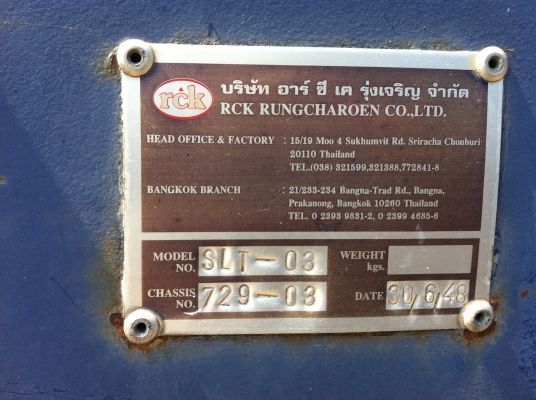 rck บริษัท อาร์ ซี เค รุ่งเจริญ จำกัด
RCK RUNGCHAROEN CO.,LTD.
HEAD OFFICE & FACTORY : 15/19 Moo 4 Sukhumvit Rd. Sriracha Chonburi
20110 Thailand
TEL.(038) 321599,321388,772841-8
BANGKOK BRANCH : 21/233-234 Bangna-Trad Rd., Bangna,
Prakanong, Bangkok 10260 Thailand
TEL. 0 2393 9831-2, 0 2399 4685-6
MODEL NO. SLT-03 WEIGHT kgs.
CHASSIS NO. 729-03 DATE 30/6/48